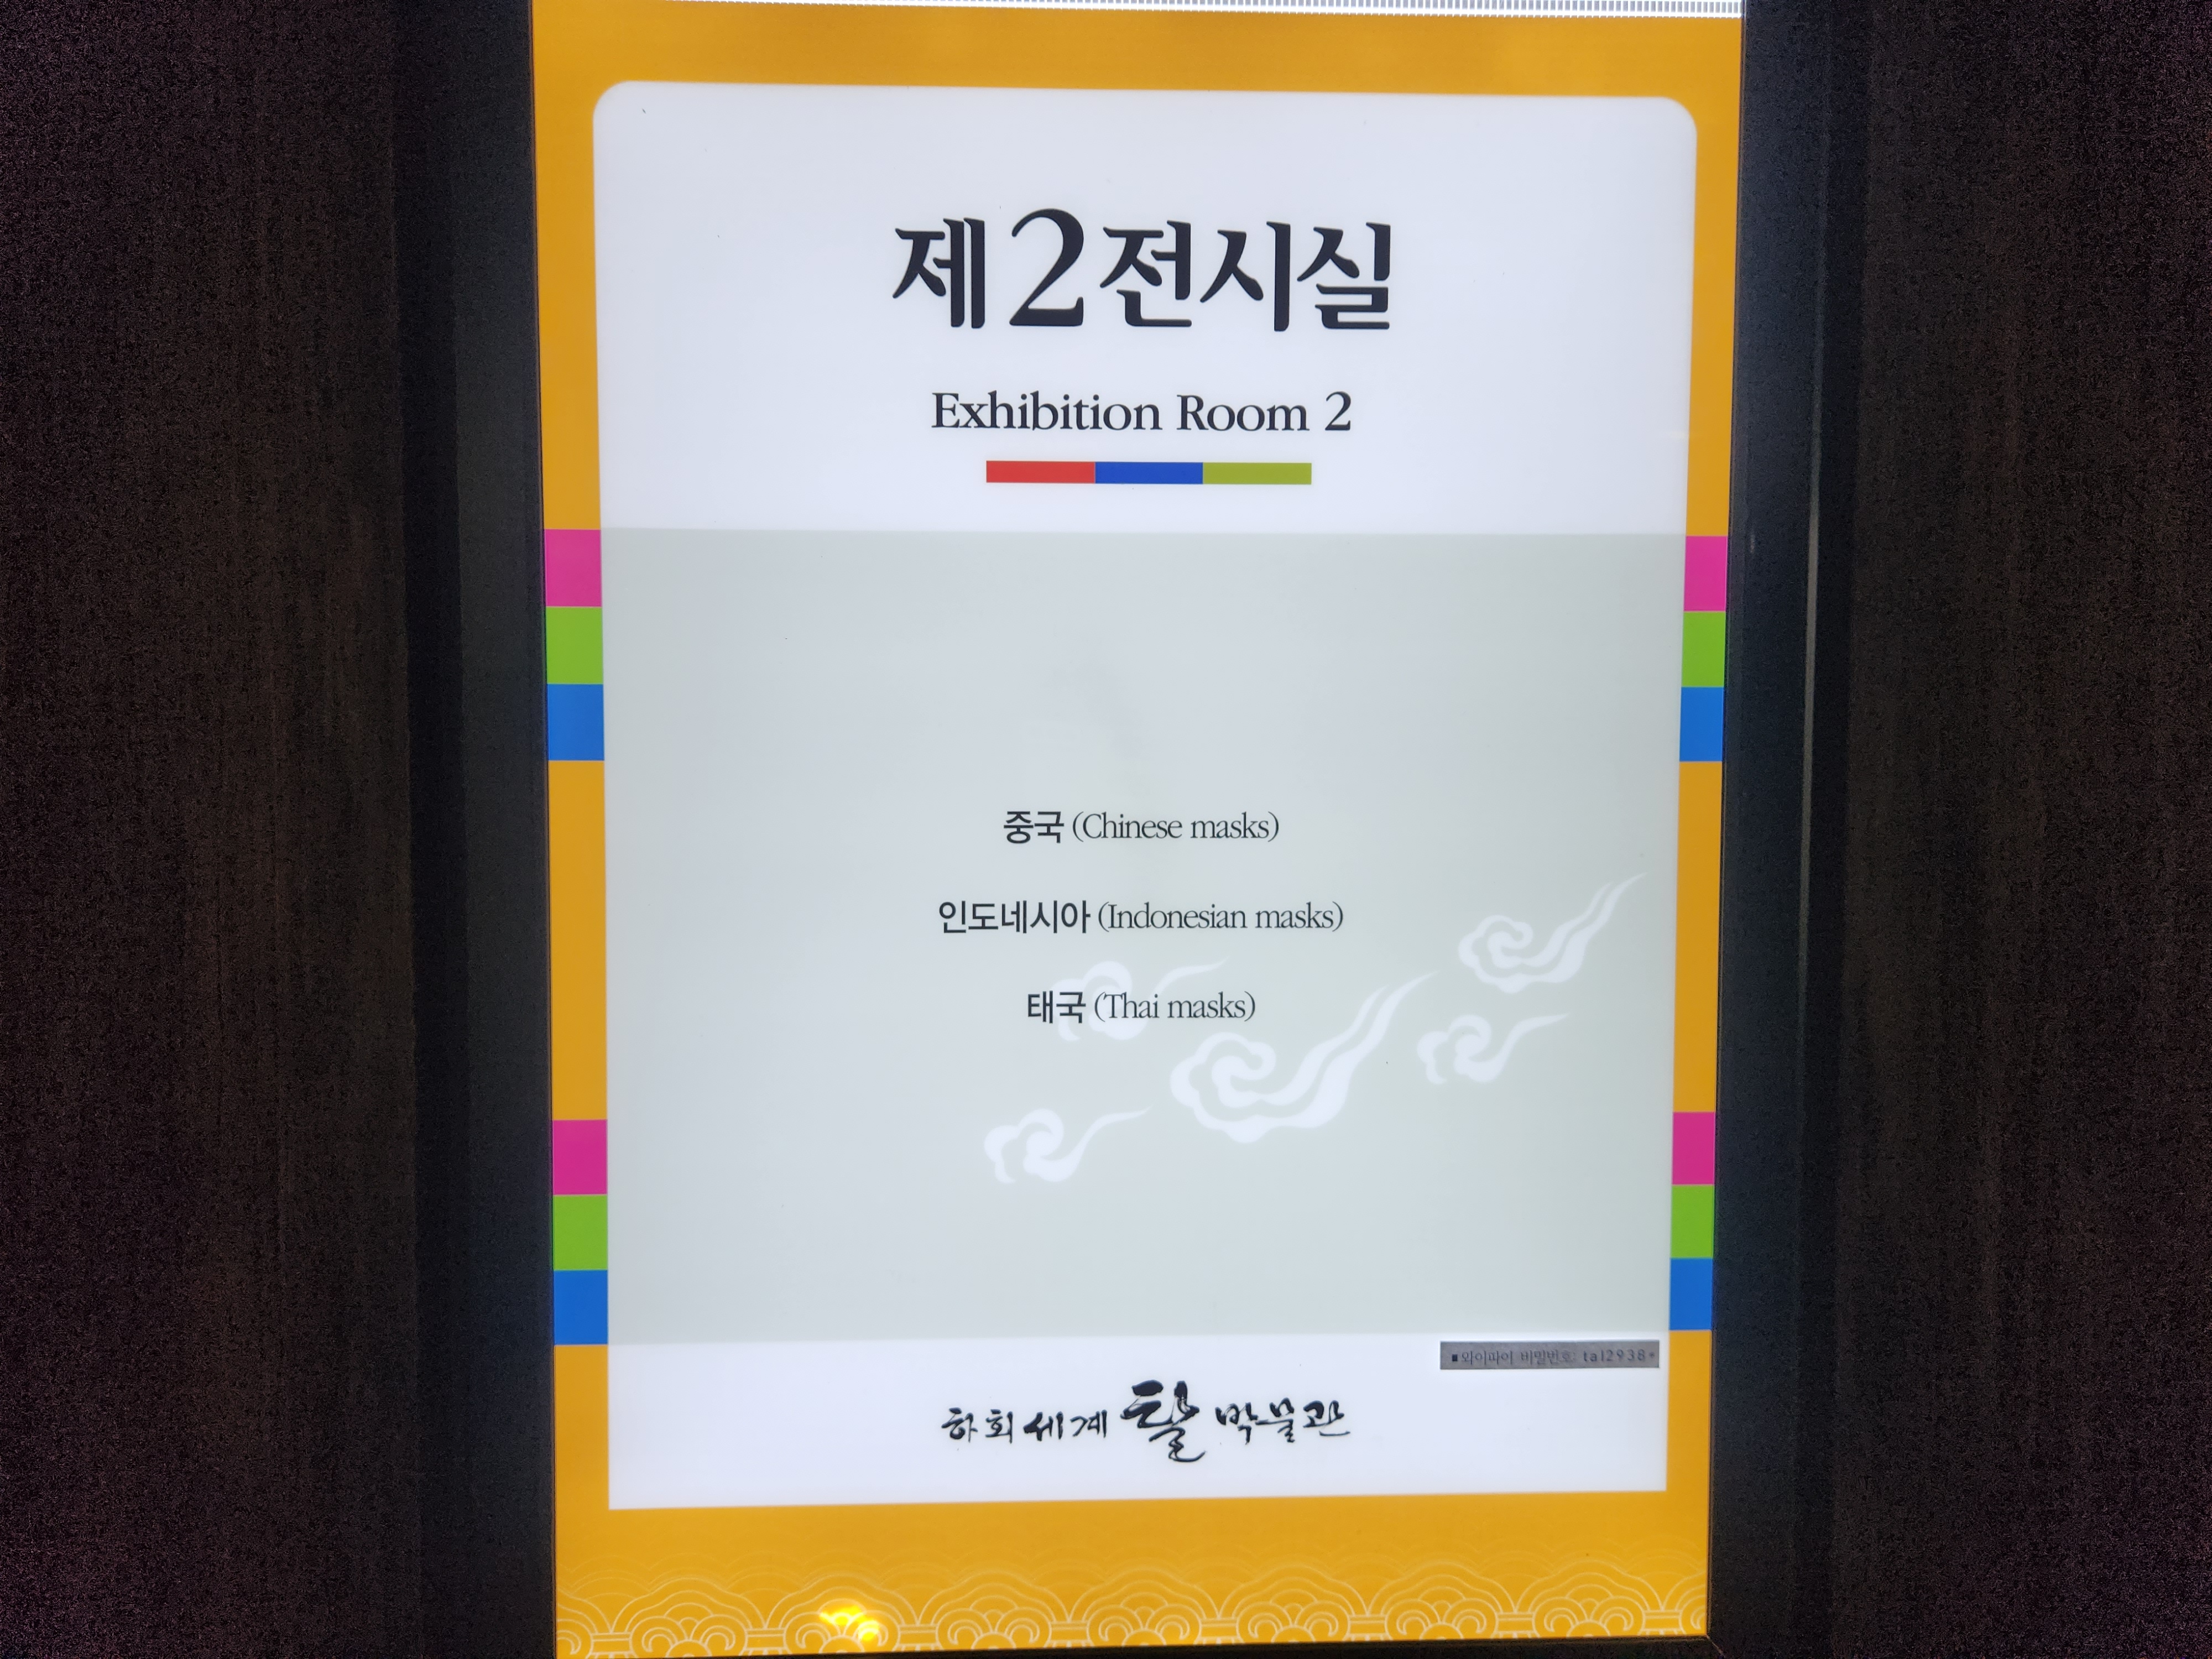 제2전시실
Exhibition Room 2
중국 (Chinese masks)
인도네시아 (Indonesian masks)
태국 (Thai masks)
■와이파이 비밀번호: tal2938*
하회세계탈박물관